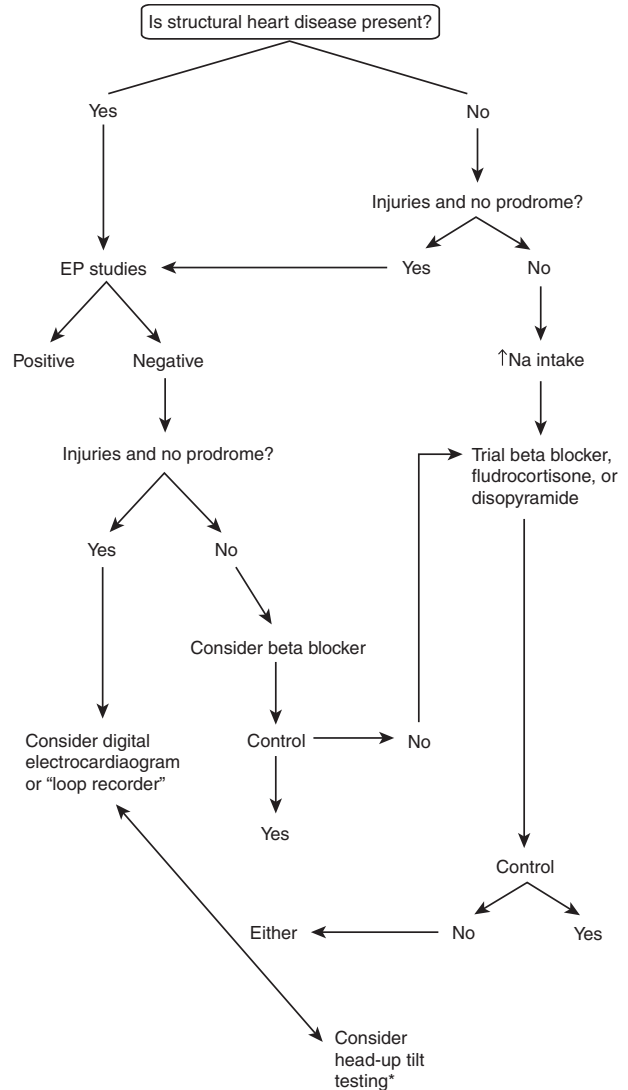 Is structural heart disease present?
Yes
No
Injuries and no prodrome?
EP studies
Yes
No
Positive
Negative
↑Na intake
Injuries and no prodrome?
Trial beta blocker,
fludrocortisone, or
disopyramide
Yes
No
Consider beta blocker
Consider digital
electrocardiaogram
or “loop recorder”
Control
No
Yes
Control
Either
No
Yes
Consider
head-up tilt
testing*